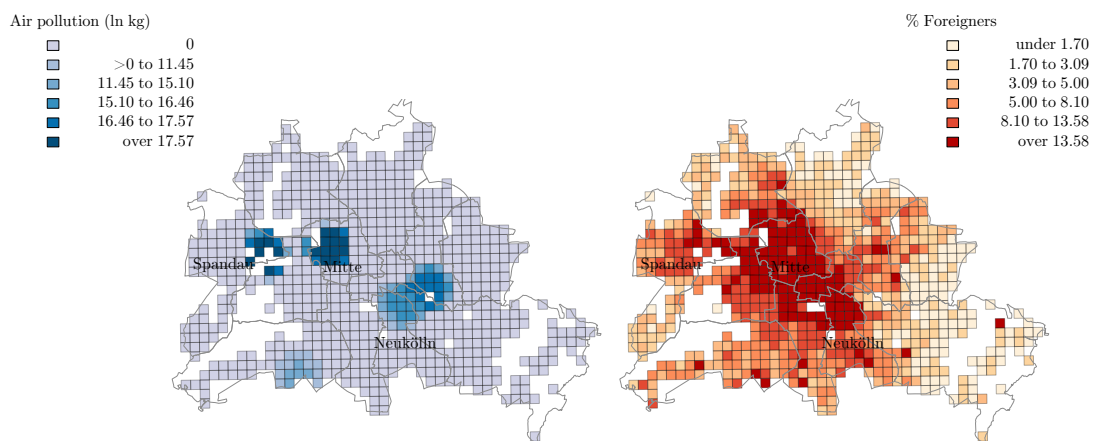 Air pollution (ln kg)
0
>0 to 11.45
11.45 to 15.10
15.10 to 16.46
16.46 to 17.57
over 17.57
Spandau
Mitte
Neukölln
% Foreigners
under 1.70
1.70 to 3.09
3.09 to 5.00
5.00 to 8.10
8.10 to 13.58
over 13.58
Spandau
Mitte
Neukölln